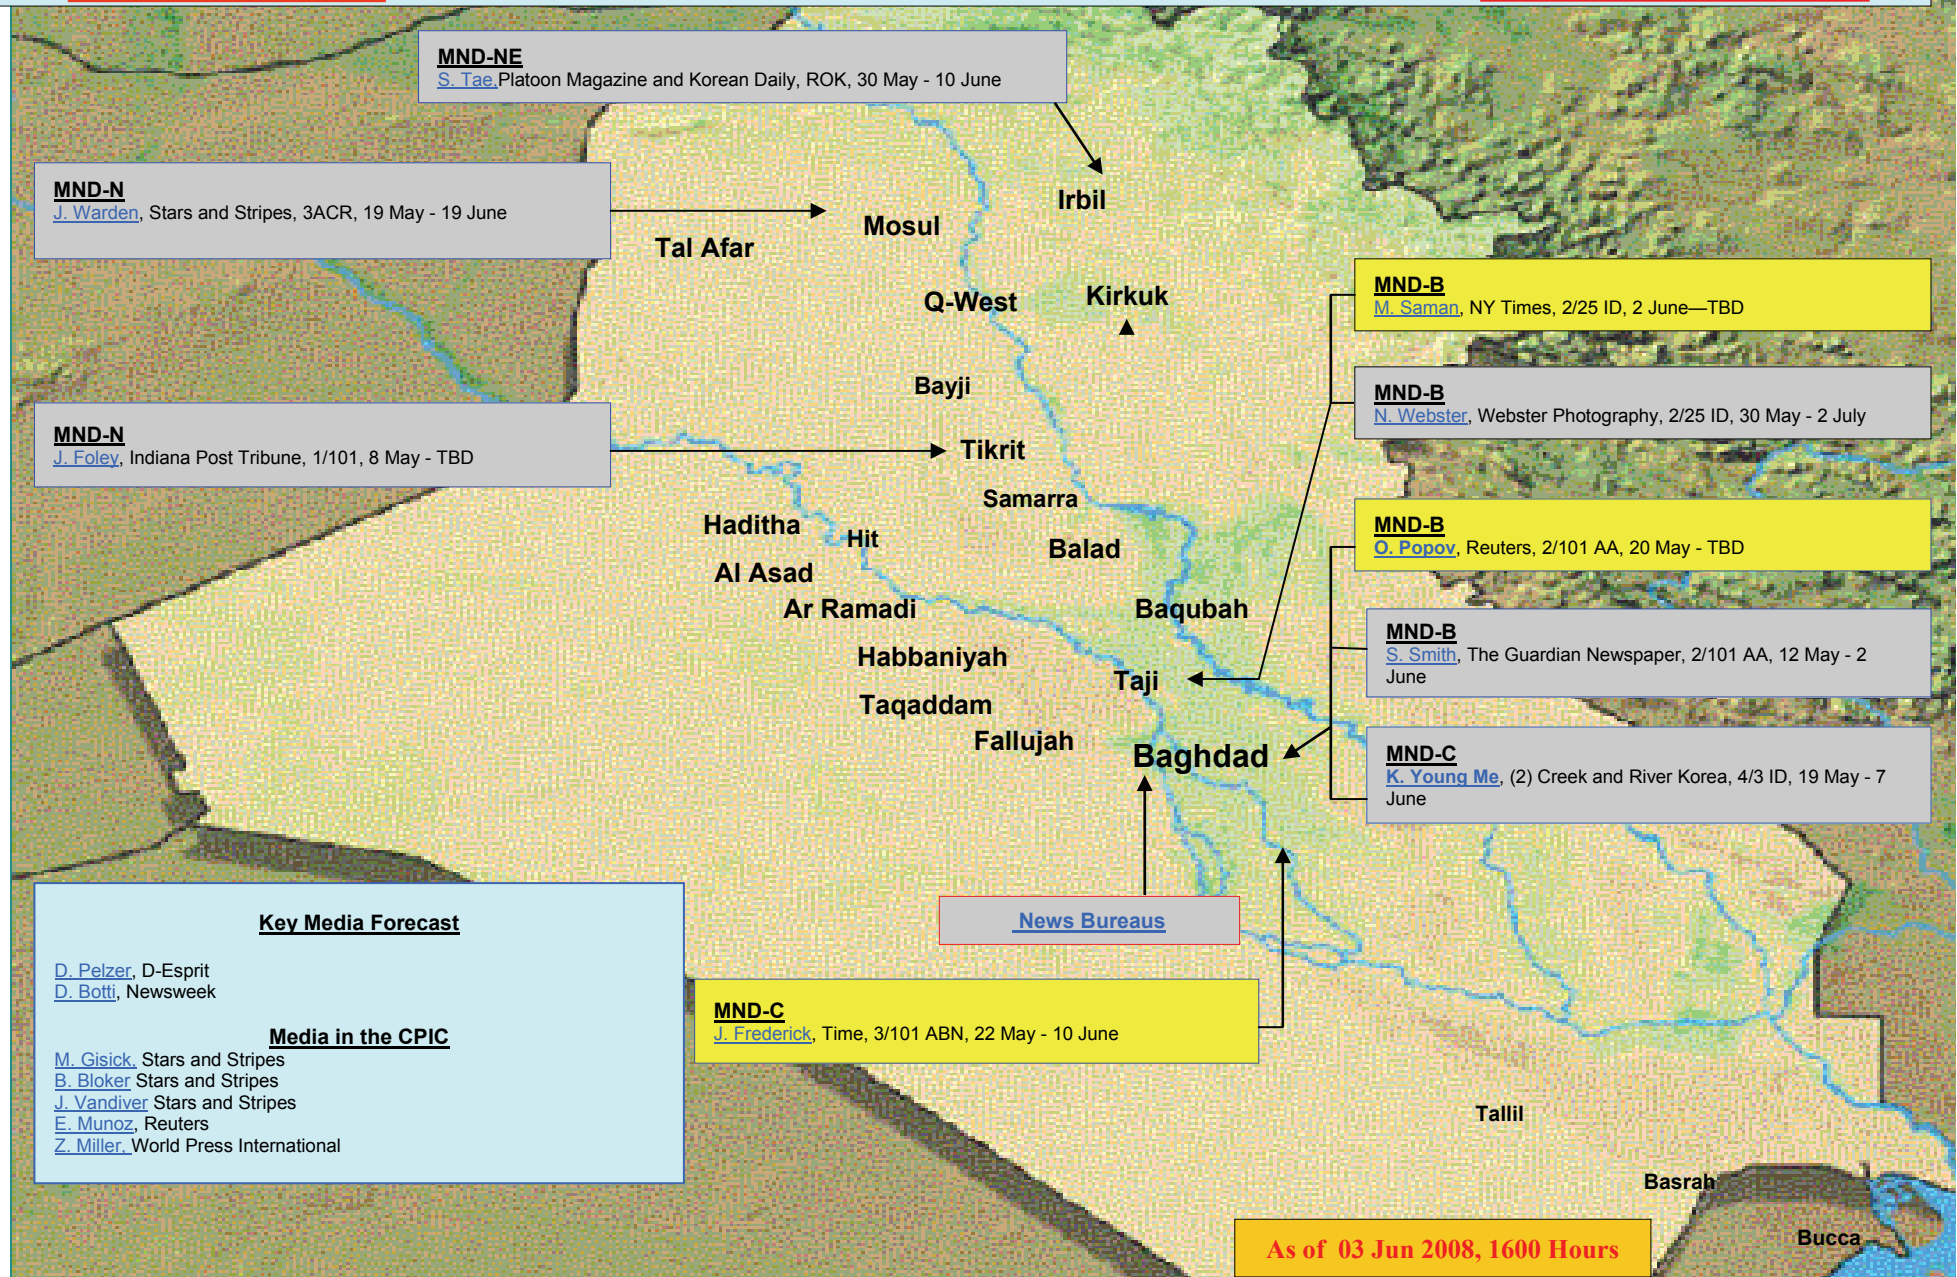 MND-NE
S. Tae,Platoon Magazine and Korean Daily, ROK, 30 May - 10 June
MND-N
J. Warden, Stars and Stripes, 3ACR, 19 May - 19 June
Irbil
Mosul
Tal Afar
Q-West
Kirkuk
MND-B
M. Saman, NY Times, 2/25 ID, 2 June—TBD
Bayji
MND-B
N. Webster, Webster Photography, 2/25 ID, 30 May - 2 July
MND-N
J. Foley, Indiana Post Tribune, 1/101, 8 May - TBD
Tikrit
Samarra
Haditha
Hit
Balad
MND-B
O. Popov, Reuters, 2/101 AA, 20 May - TBD
Al Asad
Ar Ramadi
Baqubah
MND-B
S. Smith, The Guardian Newspaper, 2/101 AA, 12 May - 2
June
Habbaniyah
Taji
Taqaddam
Fallujah
Baghdad
MND-C
K. Young Me, (2) Creek and River Korea, 4/3 ID, 19 May - 7
June
News Bureaus
Key Media Forecast
D. Pelzer, D-Esprit
D. Botti, Newsweek
Media in the CPIC
M. Gisick, Stars and Stripes
B. Bloker Stars and Stripes
J. Vandiver Stars and Stripes
E. Munoz, Reuters
Z. Miller, World Press International
MND-C
J. Frederick, Time, 3/101 ABN, 22 May - 10 June
Tallil
Basrah
Bucca
As of 03 Jun 2008, 1600 Hours